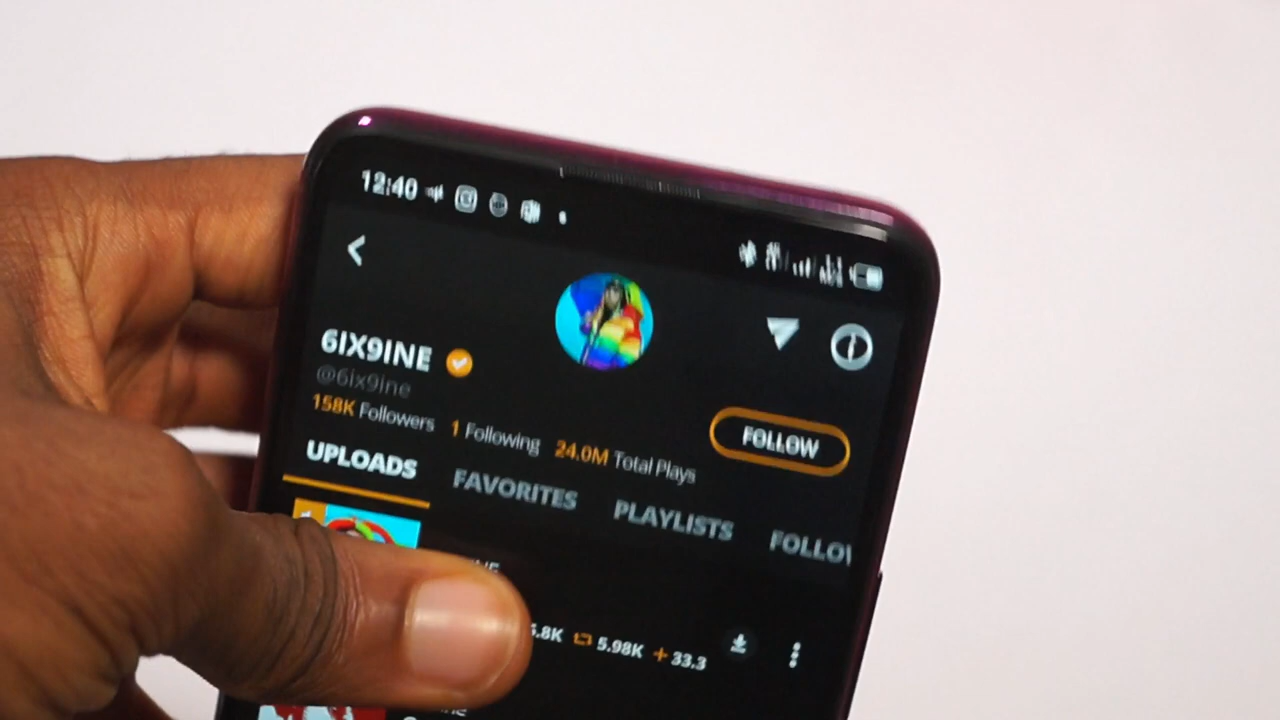 12:40
6IX9INE
@6ix9ine
158K Followers 1 Following 24.0M Total Plays
FOLLOW
UPLOADS FAVORITES PLAYLISTS FOLLO
5.98K 33.3